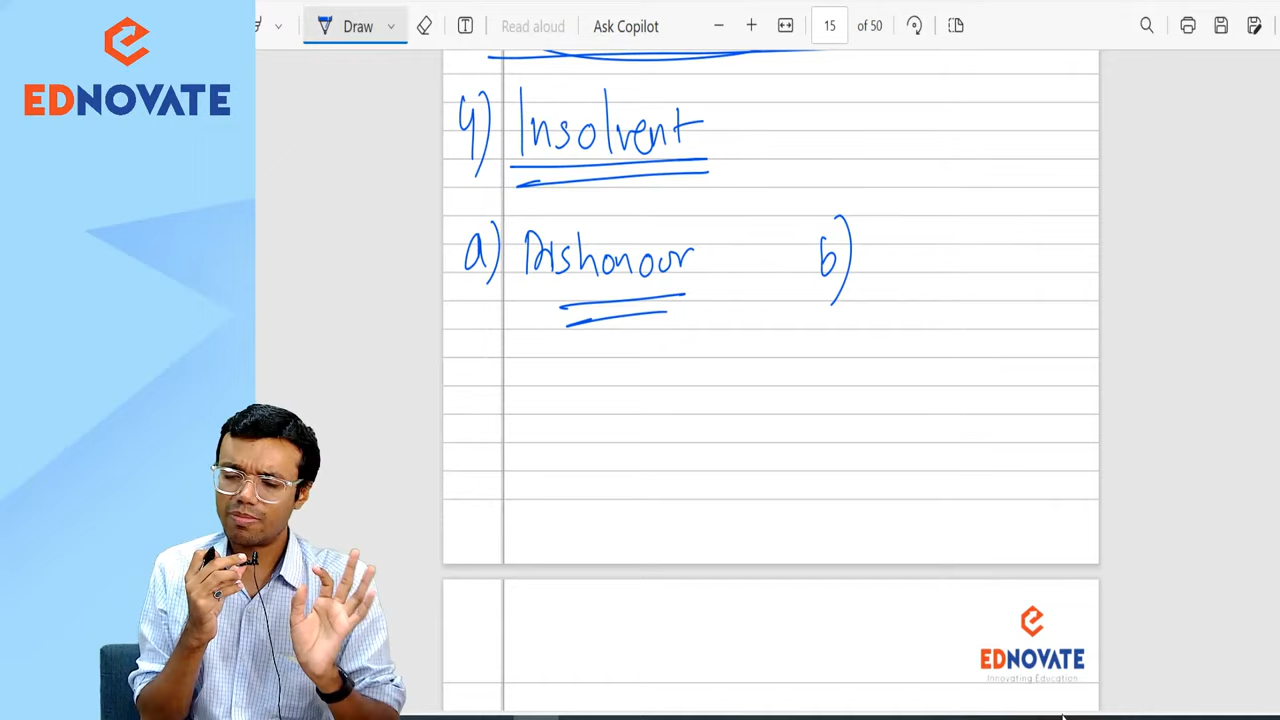 Draw
Read aloud
Ask Copilot
15
of 50
EDNOVATE
4) Insolvent
a) Dishonour
b)
EDNOVATE
Innovating Education